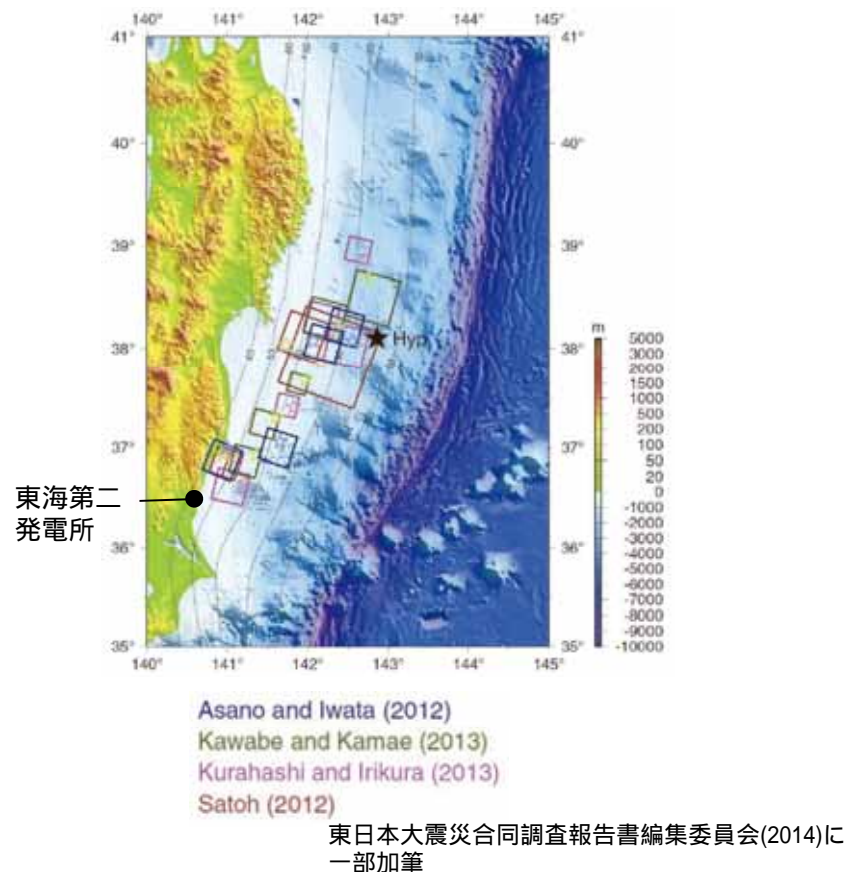 140° 141° 142° 143° 144° 145°
41° 41°
40° 40°
39° 39°
38° 38°
37° 37°
36° 36°
35° 35°
140° 141° 142° 143° 144° 145°
Hyp
東海第二
発電所
m
5000
3000
2000
1500
1000
500
200
100
50
20
0
-1000
-2000
-3000
-4000
-5000
-6000
-7000
-8000
-9000
-10000
Asano and Iwata (2012)
Kawabe and Kamae (2013)
Kurahashi and Irikura (2013)
Satoh (2012)
東日本大震災合同調査報告書編集委員会(2014)に
一部加筆